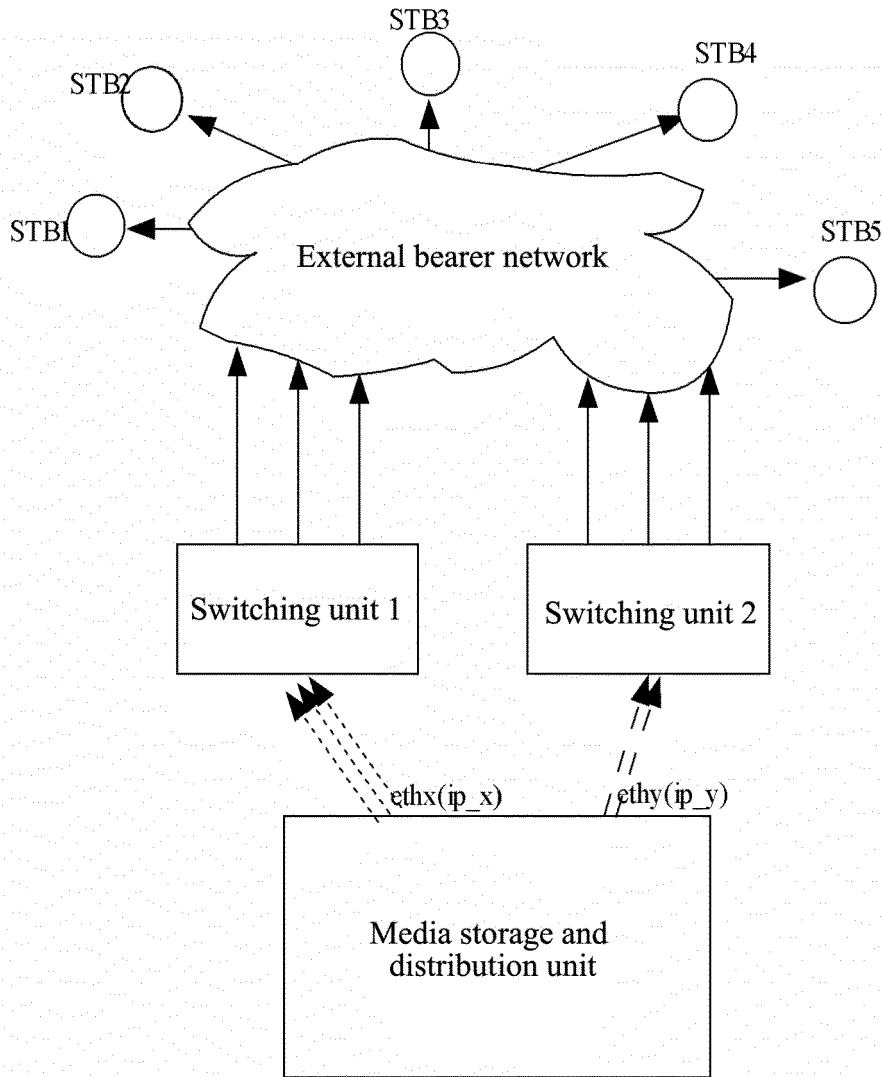 STB3
STB4
STB2
STB1
STB5
External bearer network
Switching unit 1
Switching unit 2
ethx(ip_x)
ethy(ip_y)
Media storage and
distribution unit